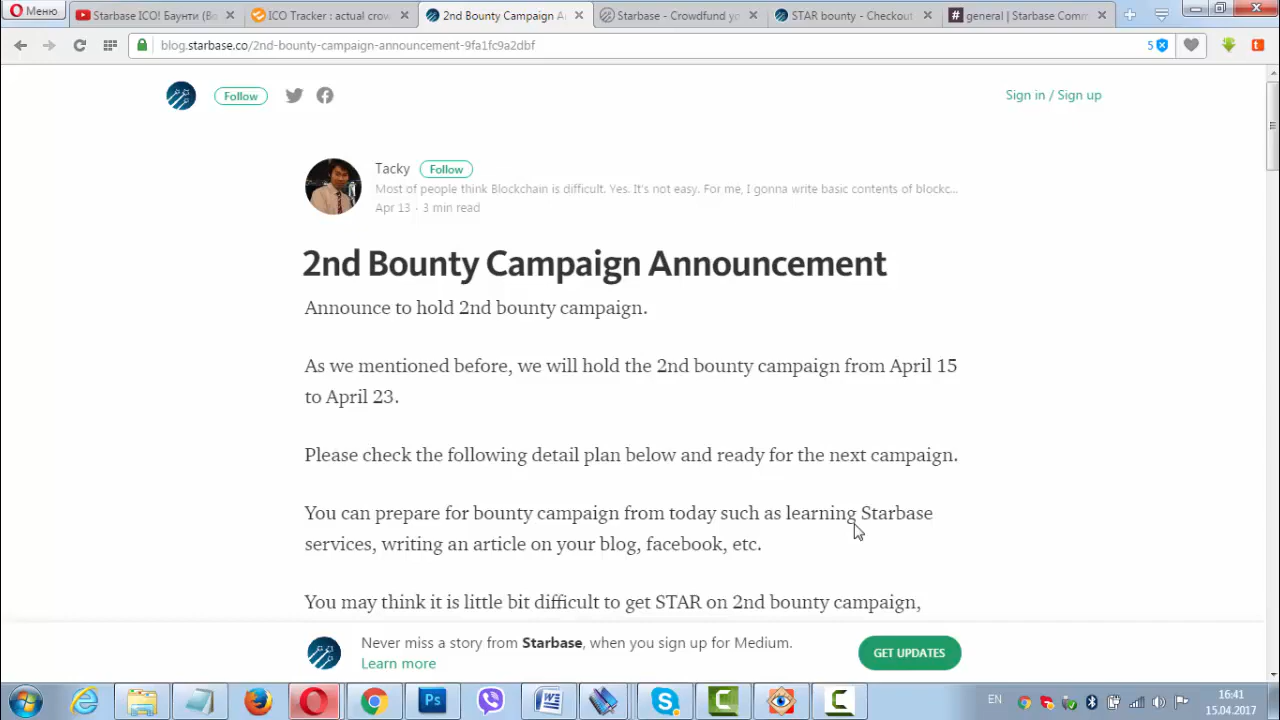 Меню
Starbase ICO! Баунти (Bo
ICO Tracker : actual crow
2nd Bounty Campaign A
Starbase - Crowdfund yo
STAR bounty - Checkout
general | Starbase Comm
blog.starbase.co/2nd-bounty-campaign-announcement-9fa1fc9a2dbf
5
Follow
Sign in / Sign up
Tacky Follow
Most of people think Blockchain is difficult. Yes. It's not easy. For me, I gonna write basic contents of blockc...
Apr 13 · 3 min read
2nd Bounty Campaign Announcement
Announce to hold 2nd bounty campaign.
As we mentioned before, we will hold the 2nd bounty campaign from April 15
to April 23.
Please check the following detail plan below and ready for the next campaign.
You can prepare for bounty campaign from today such as learning Starbase
services, writing an article on your blog, facebook, etc.
You may think it is little bit difficult to get STAR on 2nd bounty campaign,
Never miss a story from Starbase, when you sign up for Medium.
Learn more
GET UPDATES
EN
16:41
15.04.2017